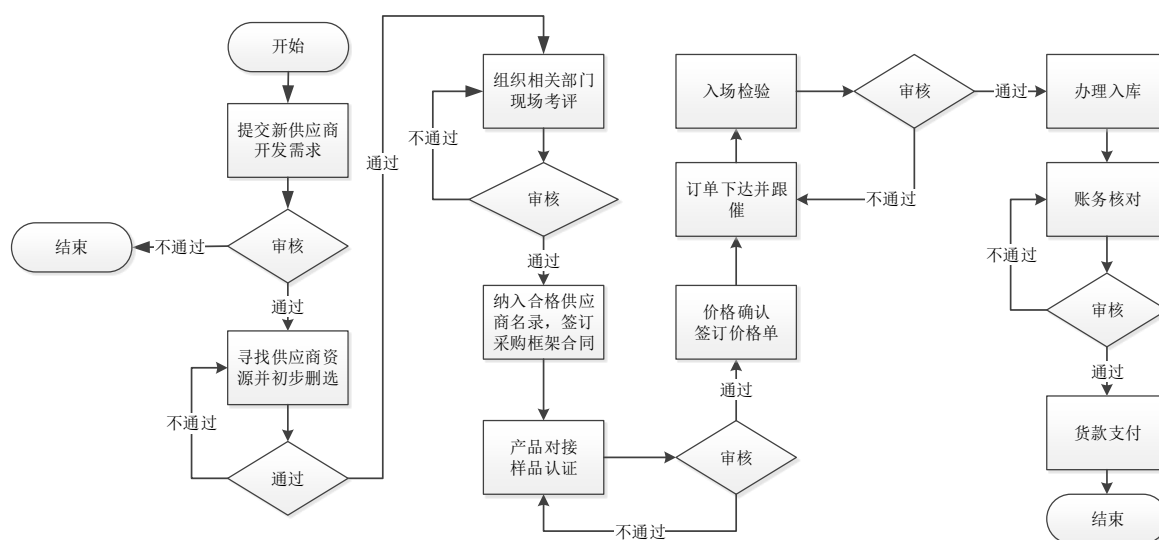 开始
提交新供应商
开发需求
审核
不通过
结束
通过
寻找供应商资
源并初步删选
不通过
通过
通过
组织相关部门
现场考评
不通过
审核
通过
纳入合格供应
商名录，签订
采购框架合同
产品对接
样品认证
审核
不通过
通过
价格确认
签订价格单
订单下达并跟
催
入场检验
审核
不通过
通过
办理入库
账务核对
不通过
审核
通过
货款支付
结束